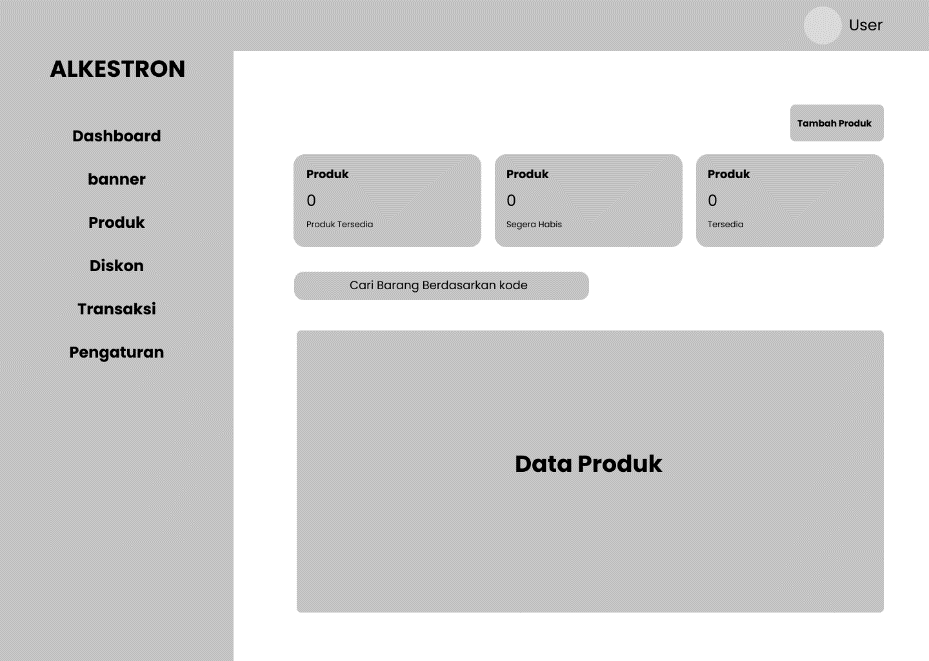 User
ALKESTRON
Dashboard
banner
Produk
Diskon
Transaksi
Pengaturan
Tambah Produk
Produk
0
Produk Tersedia
Produk
0
Segera Habis
Produk
0
Tersedia
Cari Barang Berdasarkan kode
Data Produk